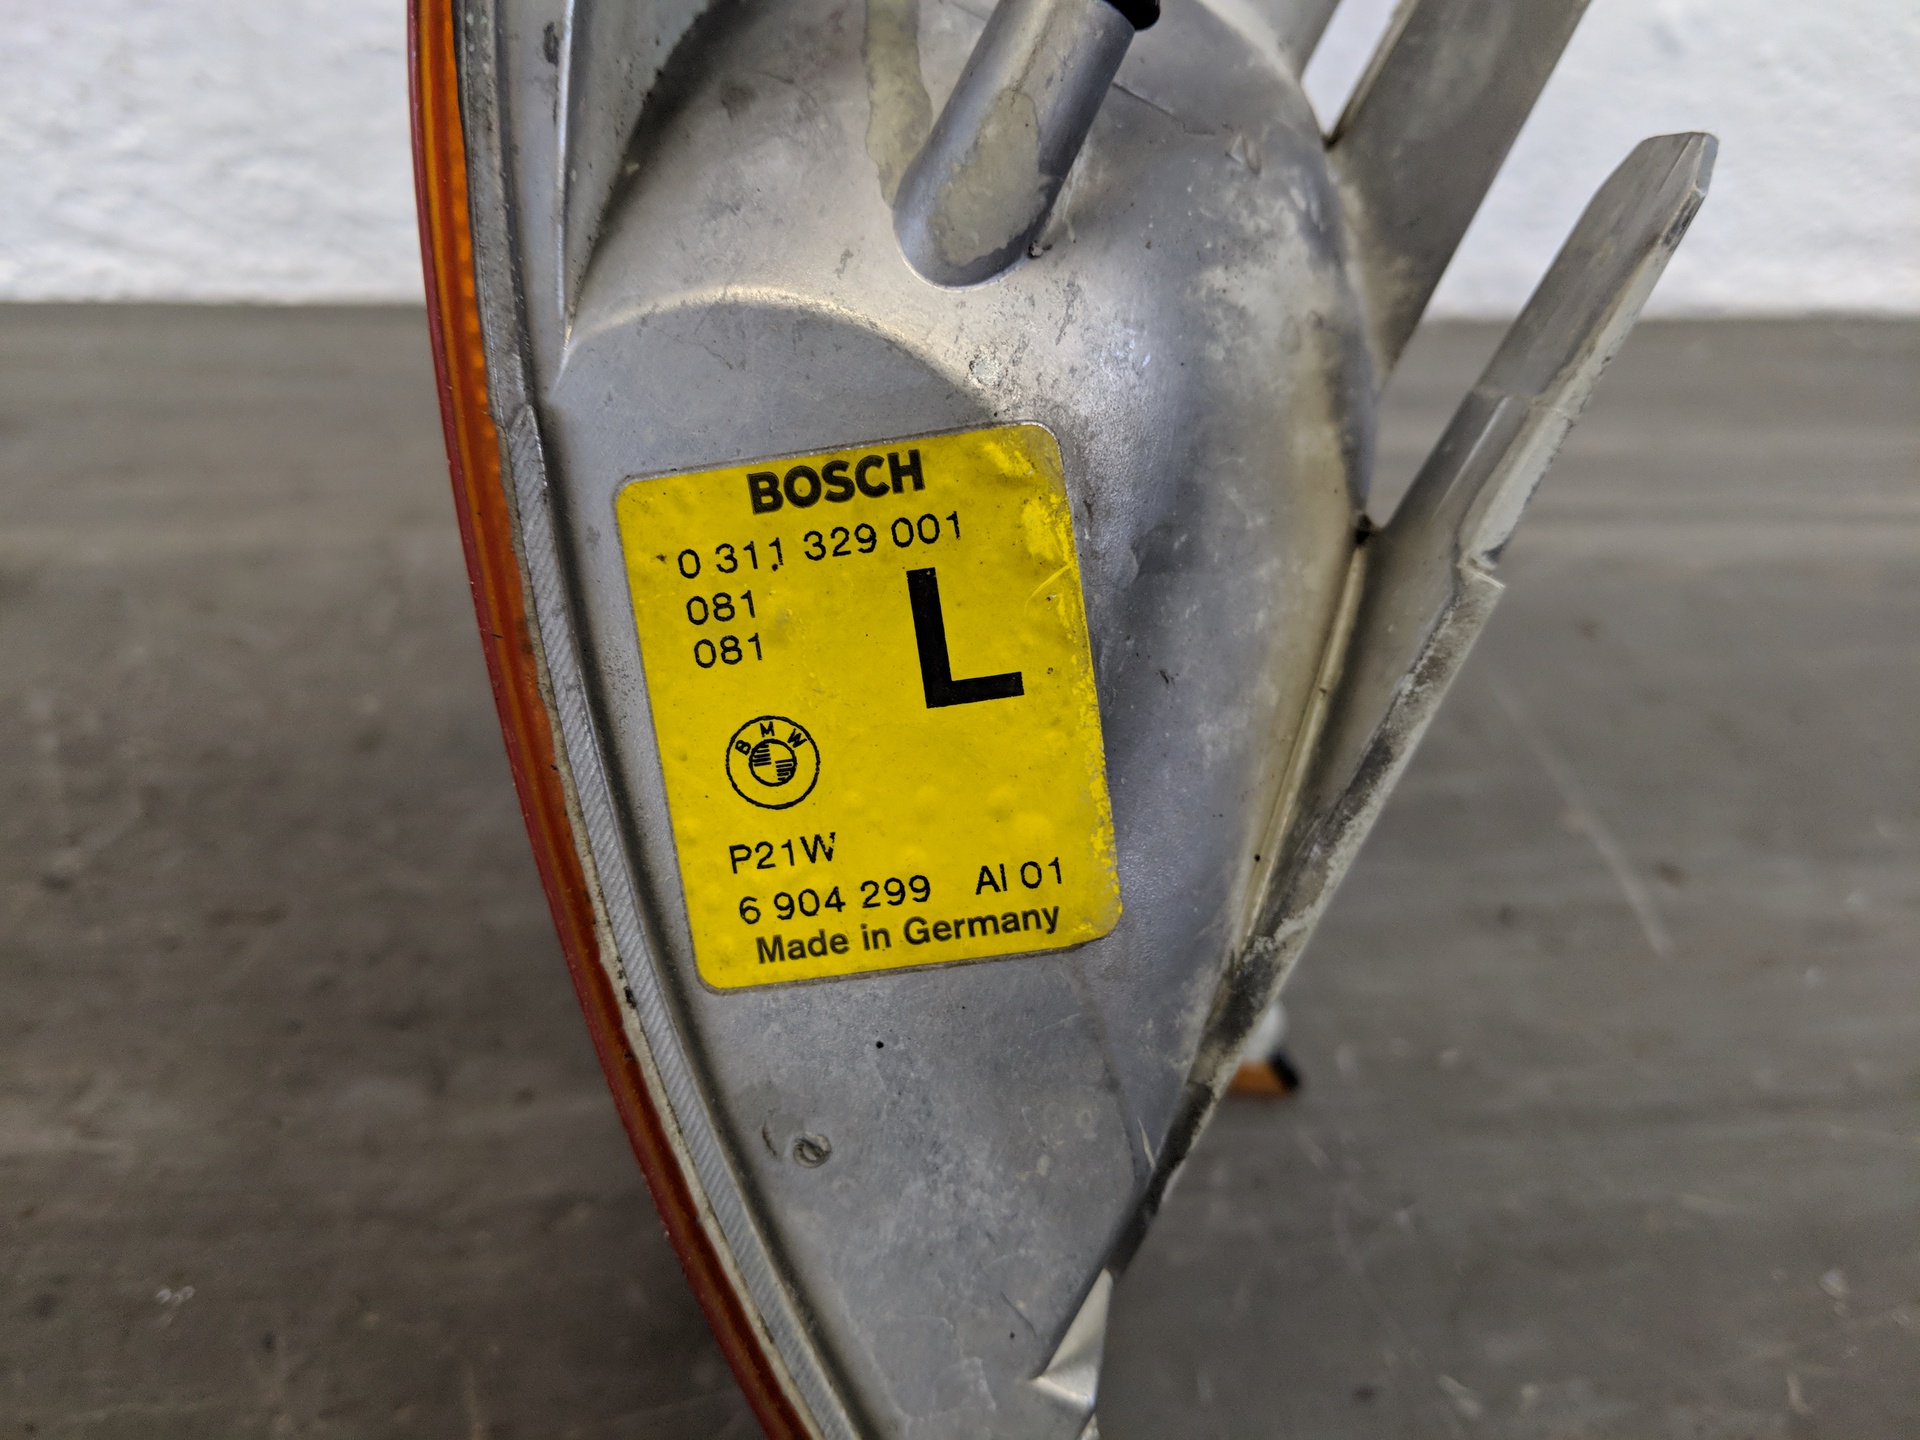 BOSCH
0 311 329 001
081
081
L
BMW
P21W
6 904 299 AI 01
Made in Germany